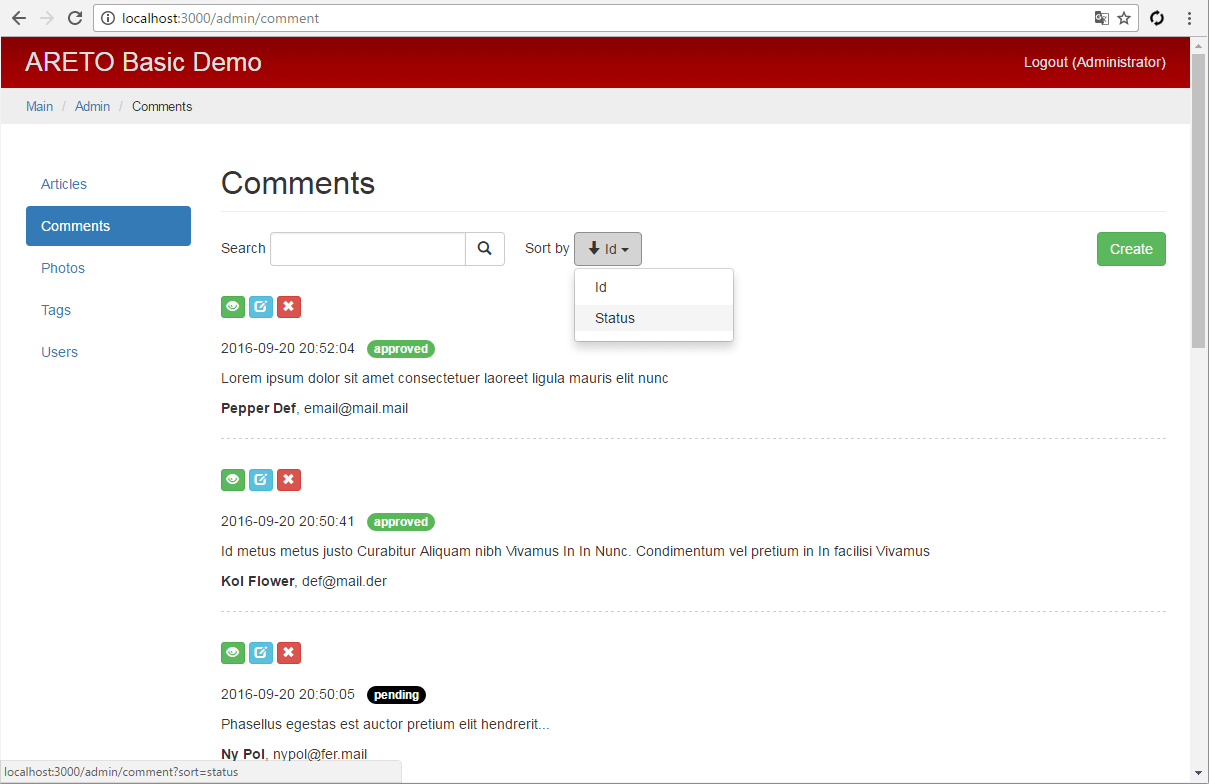 localhost:3000/admin/comment
ARETO Basic Demo
Logout (Administrator)
Main / Admin / Comments
Articles
Comments
Photos
Tags
Users
Comments
Search
Sort by
Id
Create
Id
Status
2016-09-20 20:52:04 approved
Lorem ipsum dolor sit amet consectetuer laoreet ligula mauris elit nunc
Pepper Def, email@mail.mail
2016-09-20 20:50:41 approved
Id metus metus justo Curabitur Aliquam nibh Vivamus In In Nunc. Condimentum vel pretium in In facilisi Vivamus
Kol Flower, def@mail.der
2016-09-20 20:50:05 pending
Phasellus egestas est auctor pretium elit hendrerit...
Ny Pol, nypol@fer.mail
localhost:3000/admin/comment?sort=status